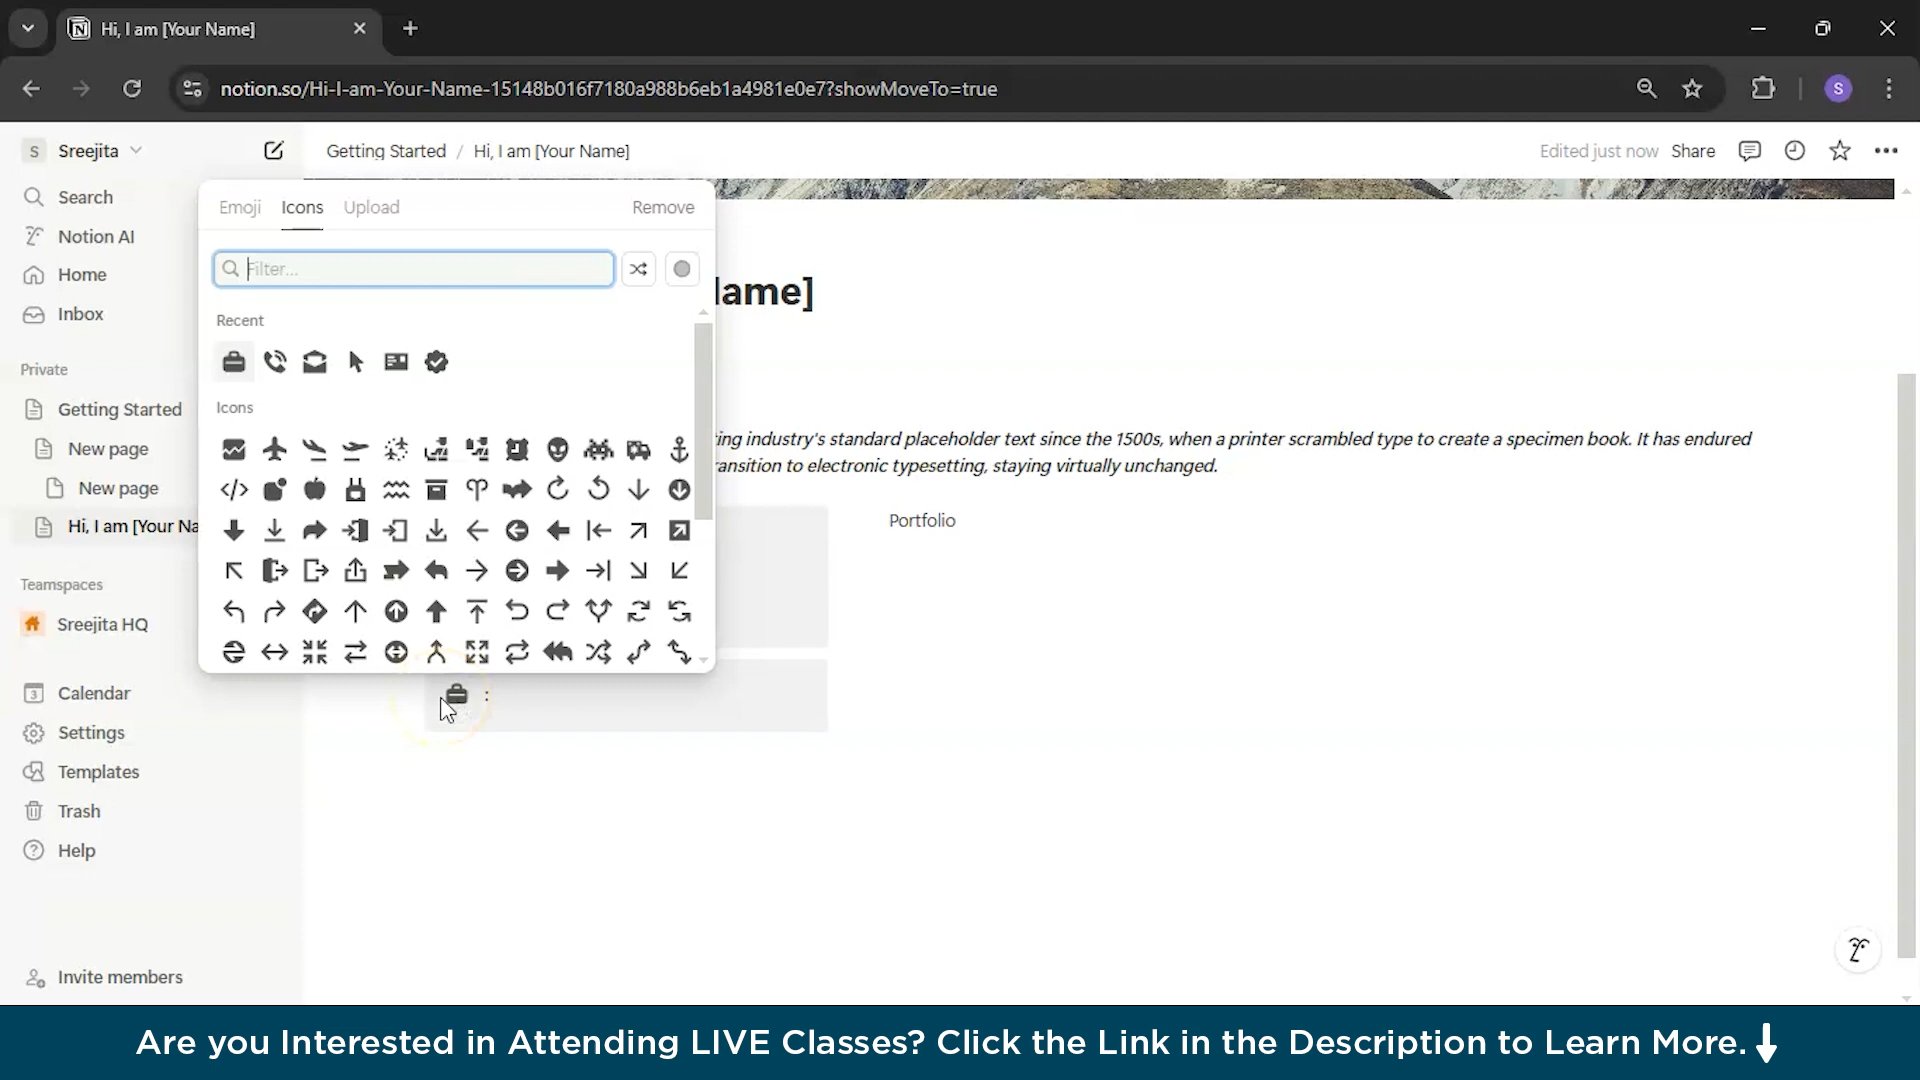 Hi, I am [Your Name]
notion.so/Hi-I-am-Your-Name-15148b016f7180a988b6eb1a4981e0e7?showMoveTo=true
S
S Sreejita
Getting Started / Hi, I am [Your Name]
Edited just now Share
Search
Notion AI
Home
Inbox
Private
Getting Started
New page
New page
Hi, I am [Your Na
Teamspaces
Sreejita HQ
3 Calendar
Settings
Templates
Trash
Help
Invite members
Emoji Icons Upload Remove
Filter...
Recent
Icons
ame]
ing industry's standard placeholder text since the 1500s, when a printer scrambled type to create a specimen book. It has endured
ansition to electronic typesetting, staying virtually unchanged.
Portfolio
:
Are you Interested in Attending LIVE Classes? Click the Link in the Description to Learn More.